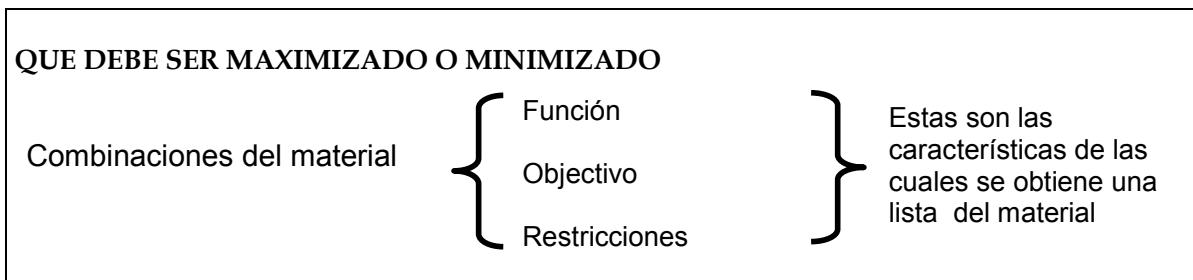 QUE DEBE SER MAXIMIZADO O MINIMIZADO
Combinaciones del material
Función
Objectivo
Restricciones
Estas son las
características de las
cuales se obtiene una
lista del material